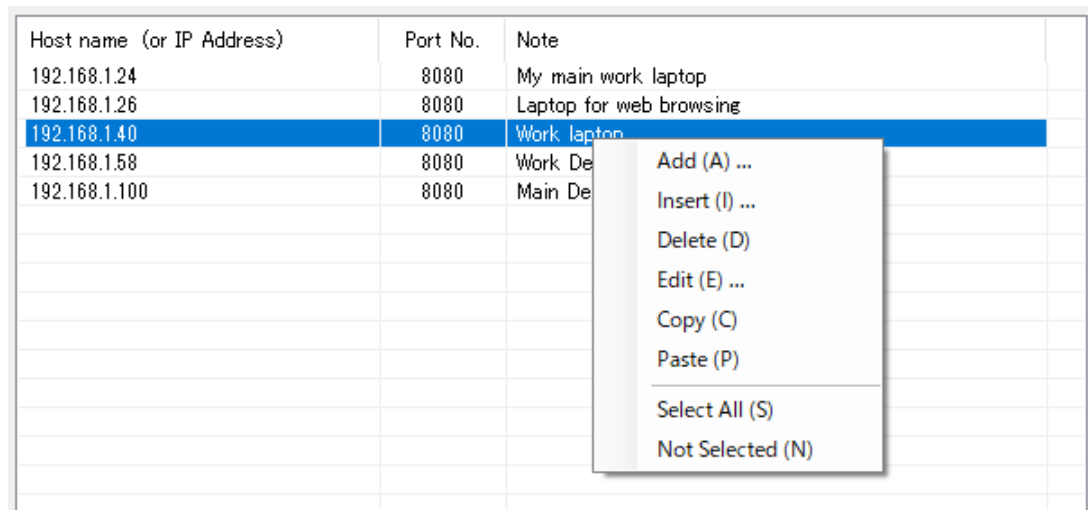 Host name (or IP Address) Port No. Note
192.168.1.24 8080 My main work laptop
192.168.1.26 8080 Laptop for web browsing
192.168.1.40 8080 Work laptop
192.168.1.58 8080 Work De
192.168.1.100 8080 Main De
Add (A) ...
Insert (I) ...
Delete (D)
Edit (E) ...
Copy (C)
Paste (P)
Select All (S)
Not Selected (N)